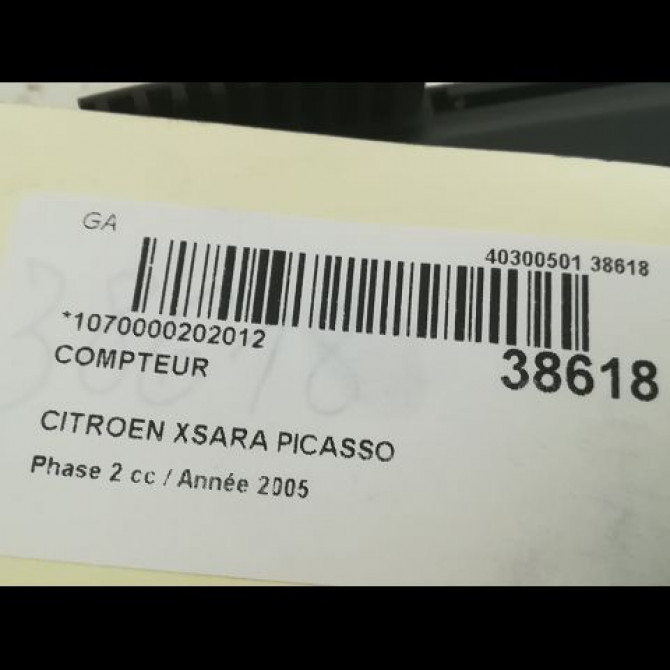 GA
40300501 38618
*1070000202012
38618
COMPTEUR
CITROEN XSARA PICASSO
Phase 2 cc / Année 2005